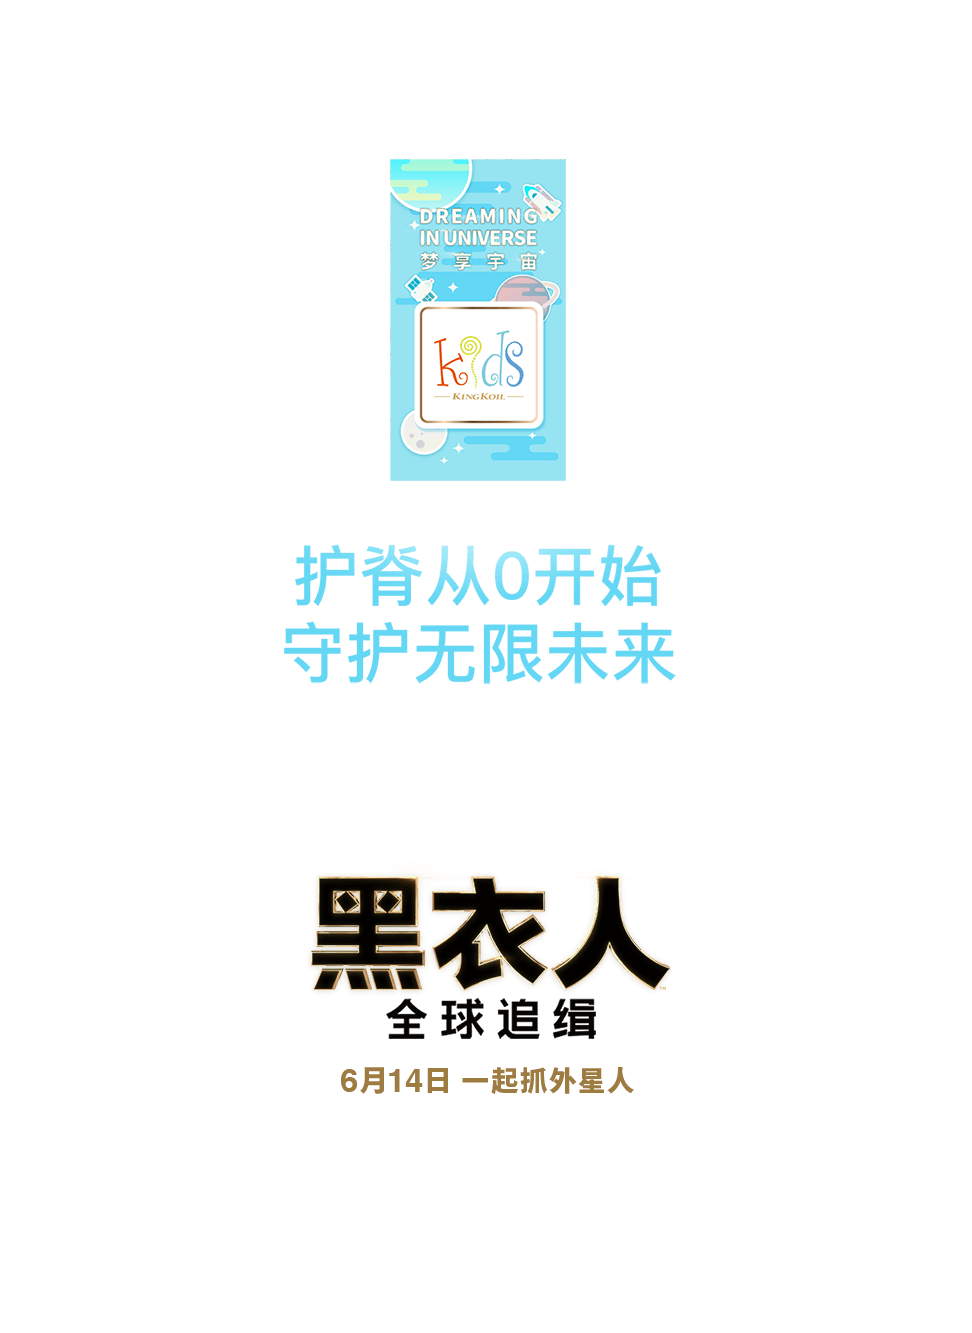 DREAMING
IN UNIVERSE
梦享宇宙
kids
KINGKOIL
护脊从0开始
守护无限未来
黑衣人
TM
全球追缉
6月14日 一起抓外星人